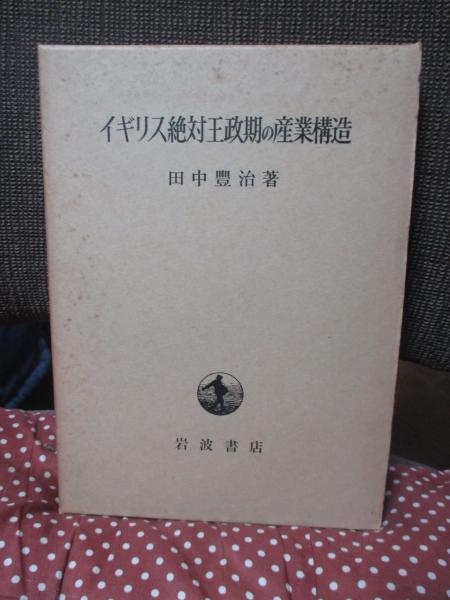 イギリス絶対王政期の産業構造
田中豐治著
岩波書店